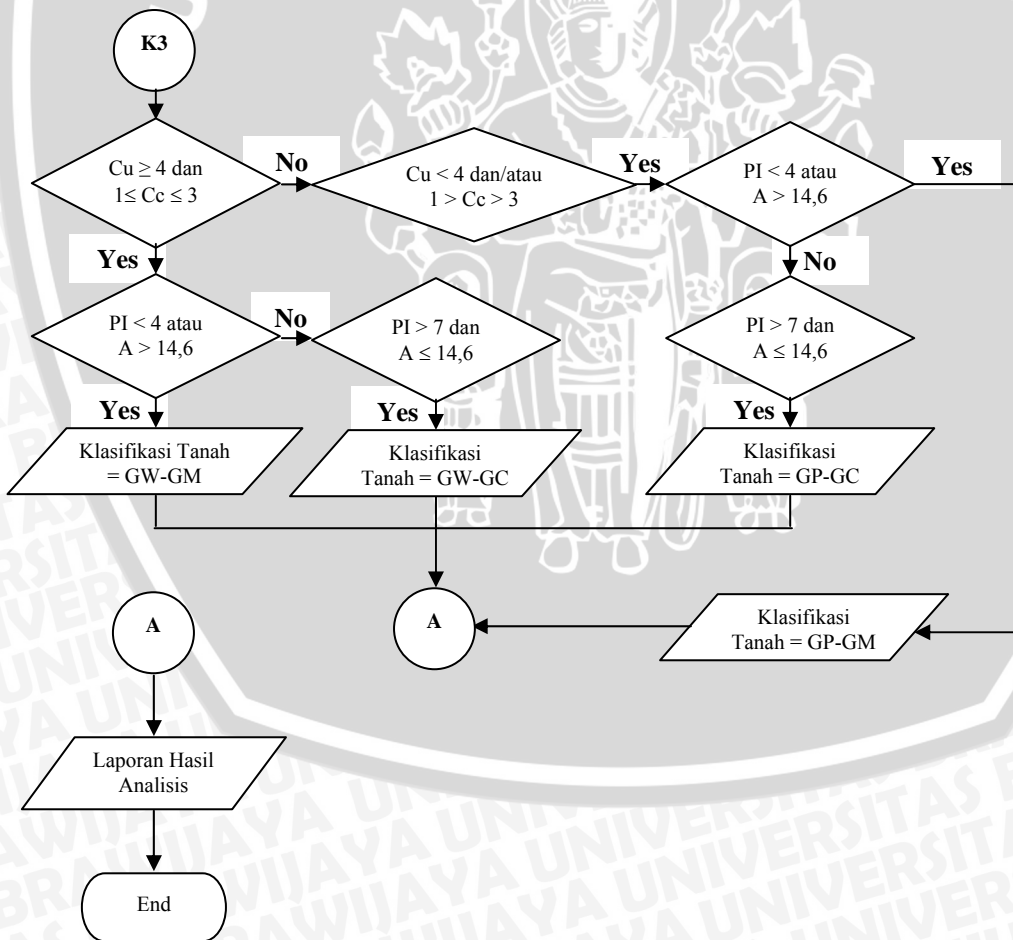 K3
Cu ≥ 4 dan
1≤ Cc ≤ 3
No
Cu < 4 dan/atau
1 > Cc > 3
Yes
PI < 4 atau
A > 14,6
Yes
Yes
No
PI < 4 atau
A > 14,6
No
PI > 7 dan
A ≤ 14,6
PI > 7 dan
A ≤ 14,6
Yes
Yes
Yes
Klasifikasi Tanah
= GW-GM
Klasifikasi
Tanah = GW-GC
Klasifikasi
Tanah = GP-GC
A
A
Klasifikasi
Tanah = GP-GM
Laporan Hasil
Analisis
End